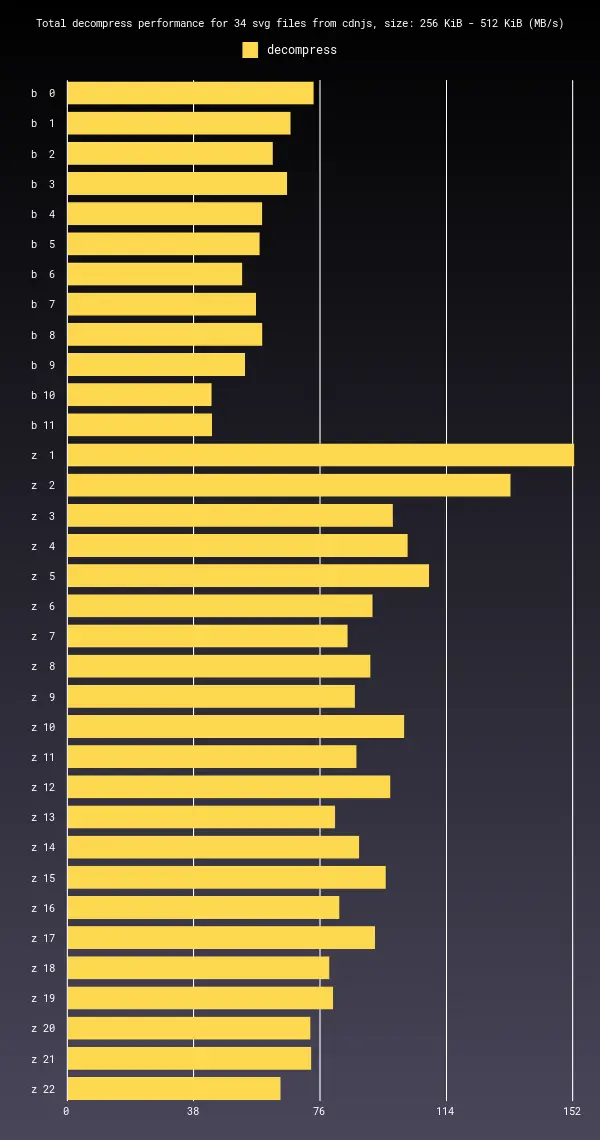 Total decompress performance for 34 svg files from cdnjs, size: 256 KiB - 512 KiB (MB/s)
decompress
b 0
b 1
b 2
b 3
b 4
b 5
b 6
b 7
b 8
b 9
b 10
b 11
z 1
z 2
z 3
z 4
z 5
z 6
z 7
z 8
z 9
z 10
z 11
z 12
z 13
z 14
z 15
z 16
z 17
z 18
z 19
z 20
z 21
z 22
0 38 76 114 152